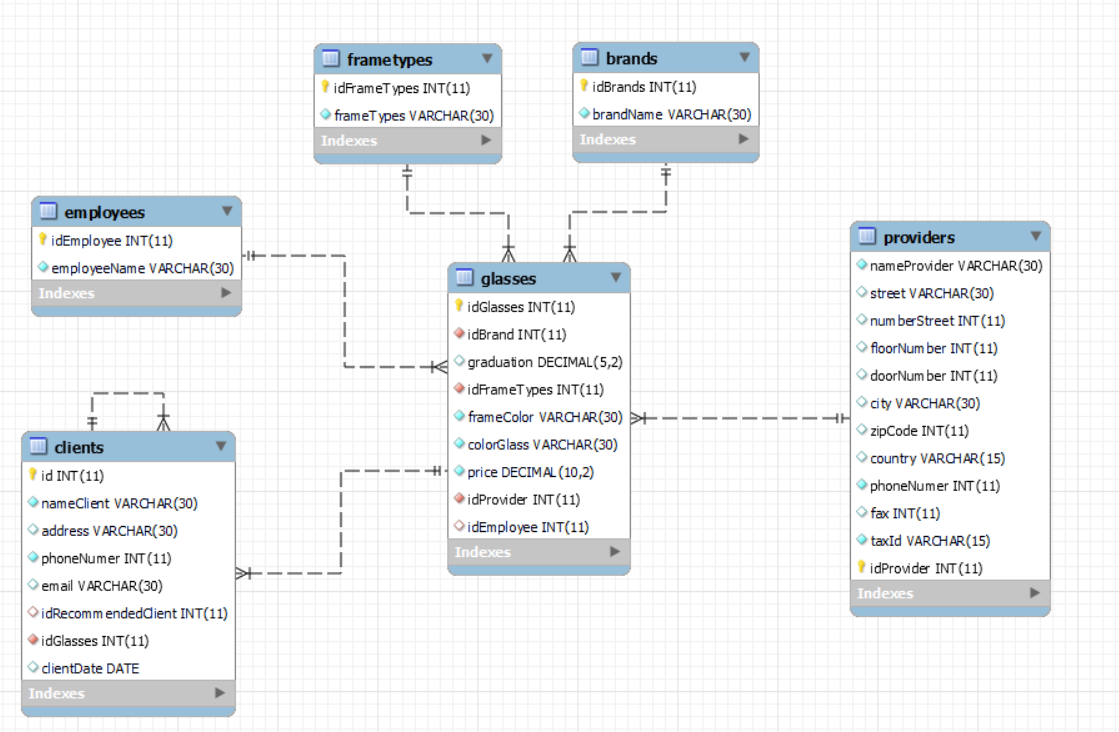 frametypes
idFrameTypes INT(11)
frameTypes VARCHAR(30)
Indexes
brands
idBrands INT(11)
brandName VARCHAR(30)
Indexes
employees
idEmployee INT(11)
employeeName VARCHAR(30)
Indexes
glasses
idGlasses INT(11)
idBrand INT(11)
graduation DECIMAL(5,2)
idFrameTypes INT(11)
frameColor VARCHAR(30)
colorGlass VARCHAR(30)
price DECIMAL(10,2)
idProvider INT(11)
idEmployee INT(11)
Indexes
providers
nameProvider VARCHAR(30)
street VARCHAR(30)
numberStreet INT(11)
floorNumber INT(11)
doorNumber INT(11)
city VARCHAR(30)
zipCode INT(11)
country VARCHAR(15)
phoneNumer INT(11)
fax INT(11)
taxId VARCHAR(15)
idProvider INT(11)
Indexes
clients
id INT(11)
nameClient VARCHAR(30)
address VARCHAR(30)
phoneNumer INT(11)
email VARCHAR(30)
idRecommendedClient INT(11)
idGlasses INT(11)
clientDate DATE
Indexes